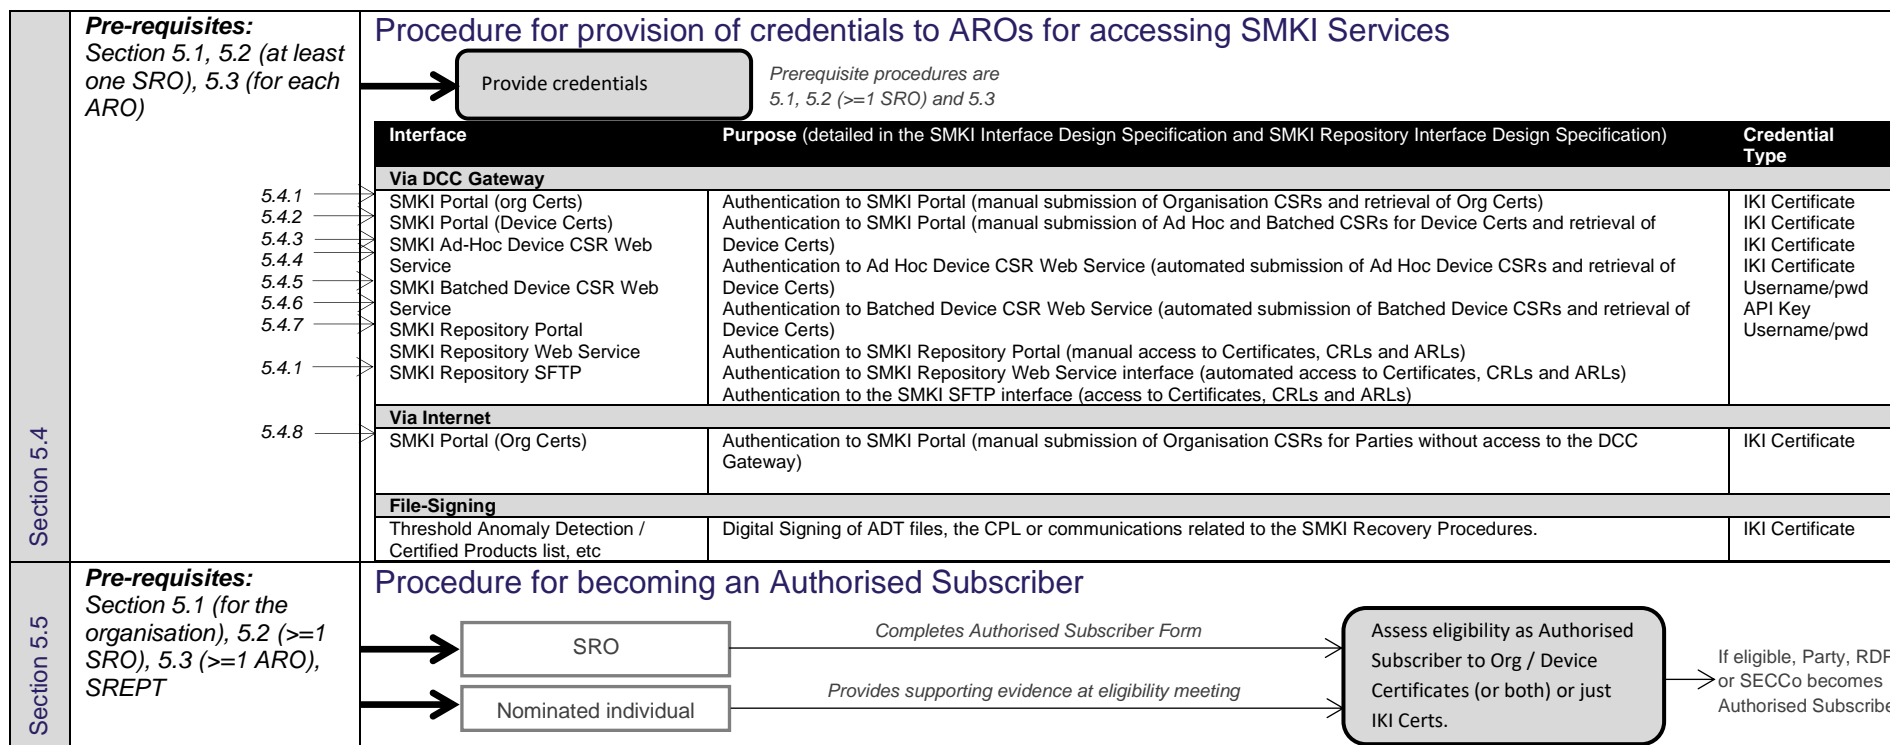 Section 5.4
Pre-requisites:
Section 5.1, 5.2 (at least
one SRO), 5.3 (for each
ARO)
Procedure for provision of credentials to AROs for accessing SMKI Services
Provide credentials
Prerequisite procedures are
5.1, 5.2 (>=1 SRO) and 5.3
Interface
Purpose (detailed in the SMKI Interface Design Specification and SMKI Repository Interface Design Specification)
Credential
Type
Via DCC Gateway
5.4.1
5.4.2
5.4.3
5.4.4
5.4.5
5.4.6
5.4.7
5.4.1
SMKI Portal (org Certs)
SMKI Portal (Device Certs)
SMKI Ad-Hoc Device CSR Web
Service
SMKI Batched Device CSR Web
Service
SMKI Repository Portal
SMKI Repository Web Service
SMKI Repository SFTP
Authentication to SMKI Portal (manual submission of Organisation CSRs and retrieval of Org Certs)
Authentication to SMKI Portal (manual submission of Ad Hoc and Batched CSRs for Device Certs and retrieval of
Device Certs)
Authentication to Ad Hoc Device CSR Web Service (automated submission of Ad Hoc Device CSRs and retrieval of
Device Certs)
Authentication to Batched Device CSR Web Service (automated submission of Batched Device CSRs and retrieval of
Device Certs)
Authentication to SMKI Repository Portal (manual access to Certificates, CRLs and ARLs)
Authentication to SMKI Repository Web Service interface (automated access to Certificates, CRLs and ARLs)
Authentication to the SMKI SFTP interface (access to Certificates, CRLs and ARLs)
IKI Certificate
IKI Certificate
IKI Certificate
IKI Certificate
Username/pwd
API Key
Username/pwd
Via Internet
5.4.8
SMKI Portal (Org Certs)
Authentication to SMKI Portal (manual submission of Organisation CSRs for Parties without access to the DCC
Gateway)
IKI Certificate
File-Signing
Threshold Anomaly Detection /
Certified Products list, etc
Digital Signing of ADT files, the CPL or communications related to the SMKI Recovery Procedures.
IKI Certificate
Section 5.5
Pre-requisites:
Section 5.1 (for the
organisation), 5.2 (>=1
SRO), 5.3 (>=1 ARO),
SREPT
Procedure for becoming an Authorised Subscriber
SRO
Completes Authorised Subscriber Form
Nominated individual
Provides supporting evidence at eligibility meeting
Assess eligibility as Authorised
Subscriber to Org / Device
Certificates (or both) or just
IKI Certs.
If eligible, Party, RDP
or SECCo becomes
Authorised Subscribe